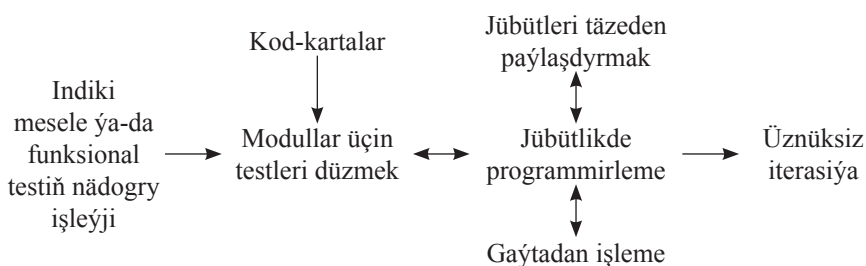 Kod-kartalar
Jübütleri täzeden
paýlaşdyrmak
Indiki
mesele ýa-da
funksional
testiň nädogry
işleýji
Modullar üçin
testleri düzmek
Jübütlikde
programmirleme
Üznüksiz
iterasiýa
Gaýtadan işleme